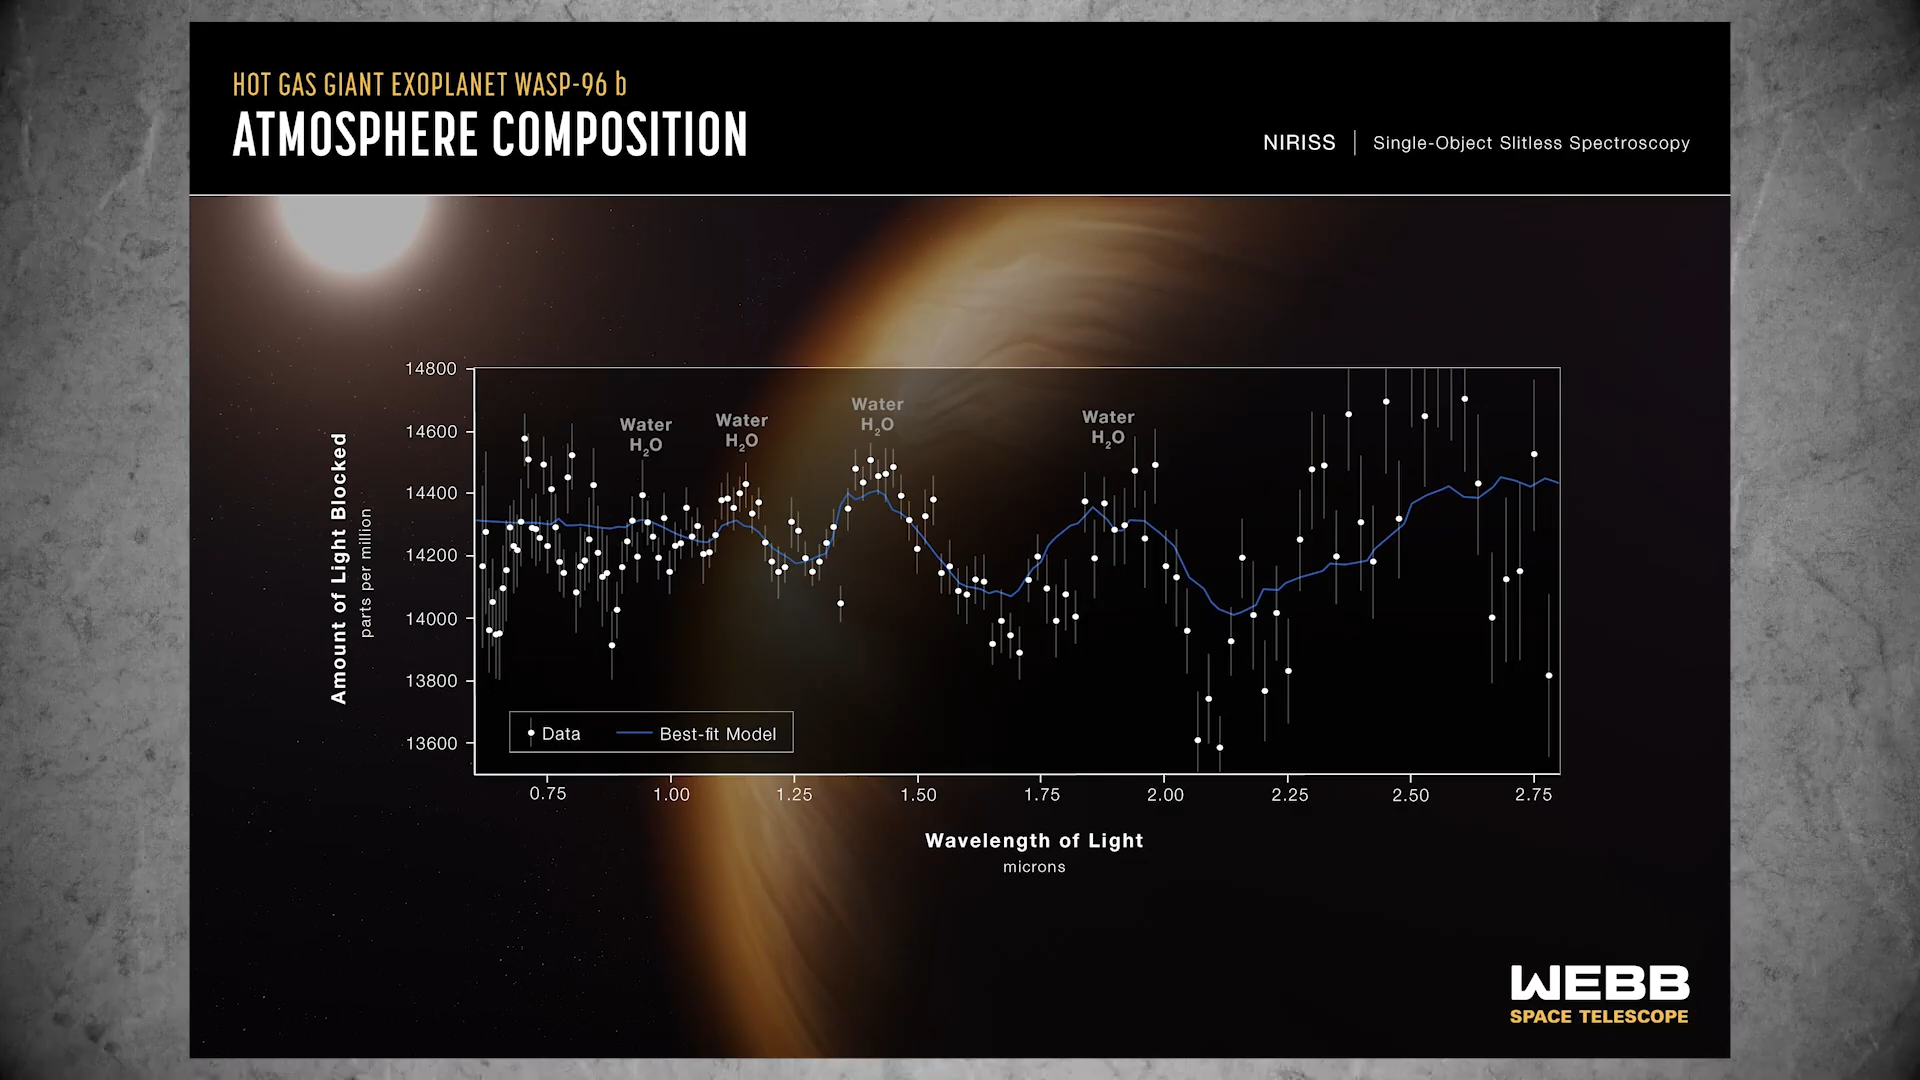 HOT GAS GIANT EXOPLANET WASP-96 b
ATMOSPHERE COMPOSITION
NIRISS | Single-Object Slitless Spectroscopy
Amount of Light Blocked
parts per million
14800
14600
14400
14200
14000
13800
13600
Water
H₂O
Water
H₂O
Water
H₂O
Water
H₂O
Data
Best-fit Model
0.75 1.00 1.25 1.50 1.75 2.00 2.25 2.50 2.75
Wavelength of Light
microns
WEBB
SPACE TELESCOPE